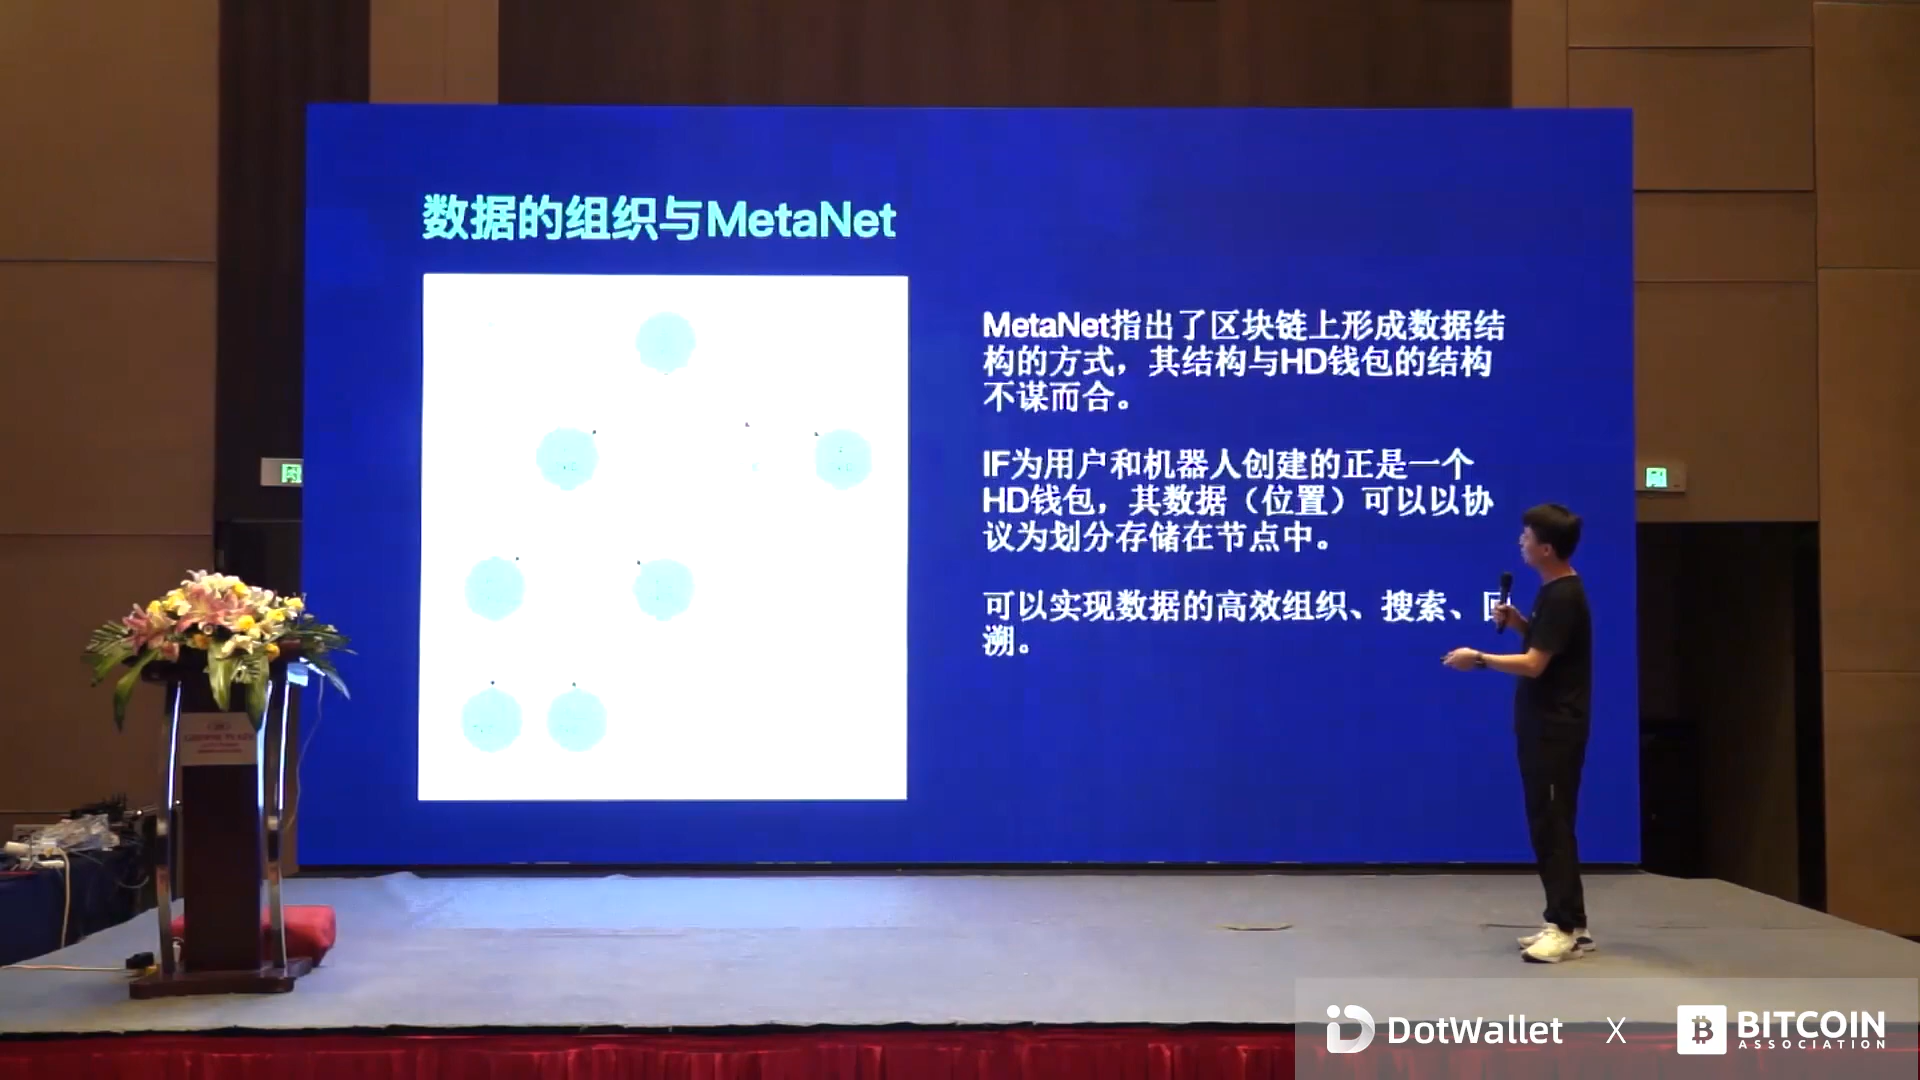 数据的组织与MetaNet
MetaNet指出了区块链上形成数据结
构的方式，其结构与HD钱包的结构
不谋而合。
IF为用户和机器人创建的正是一个
HD钱包，其数据（位置）可以以协
议为划分存储在节点中。
可以实现数据的高效组织、搜索、回
溯。
DotWallet X BITCOIN
ASSOCIATION